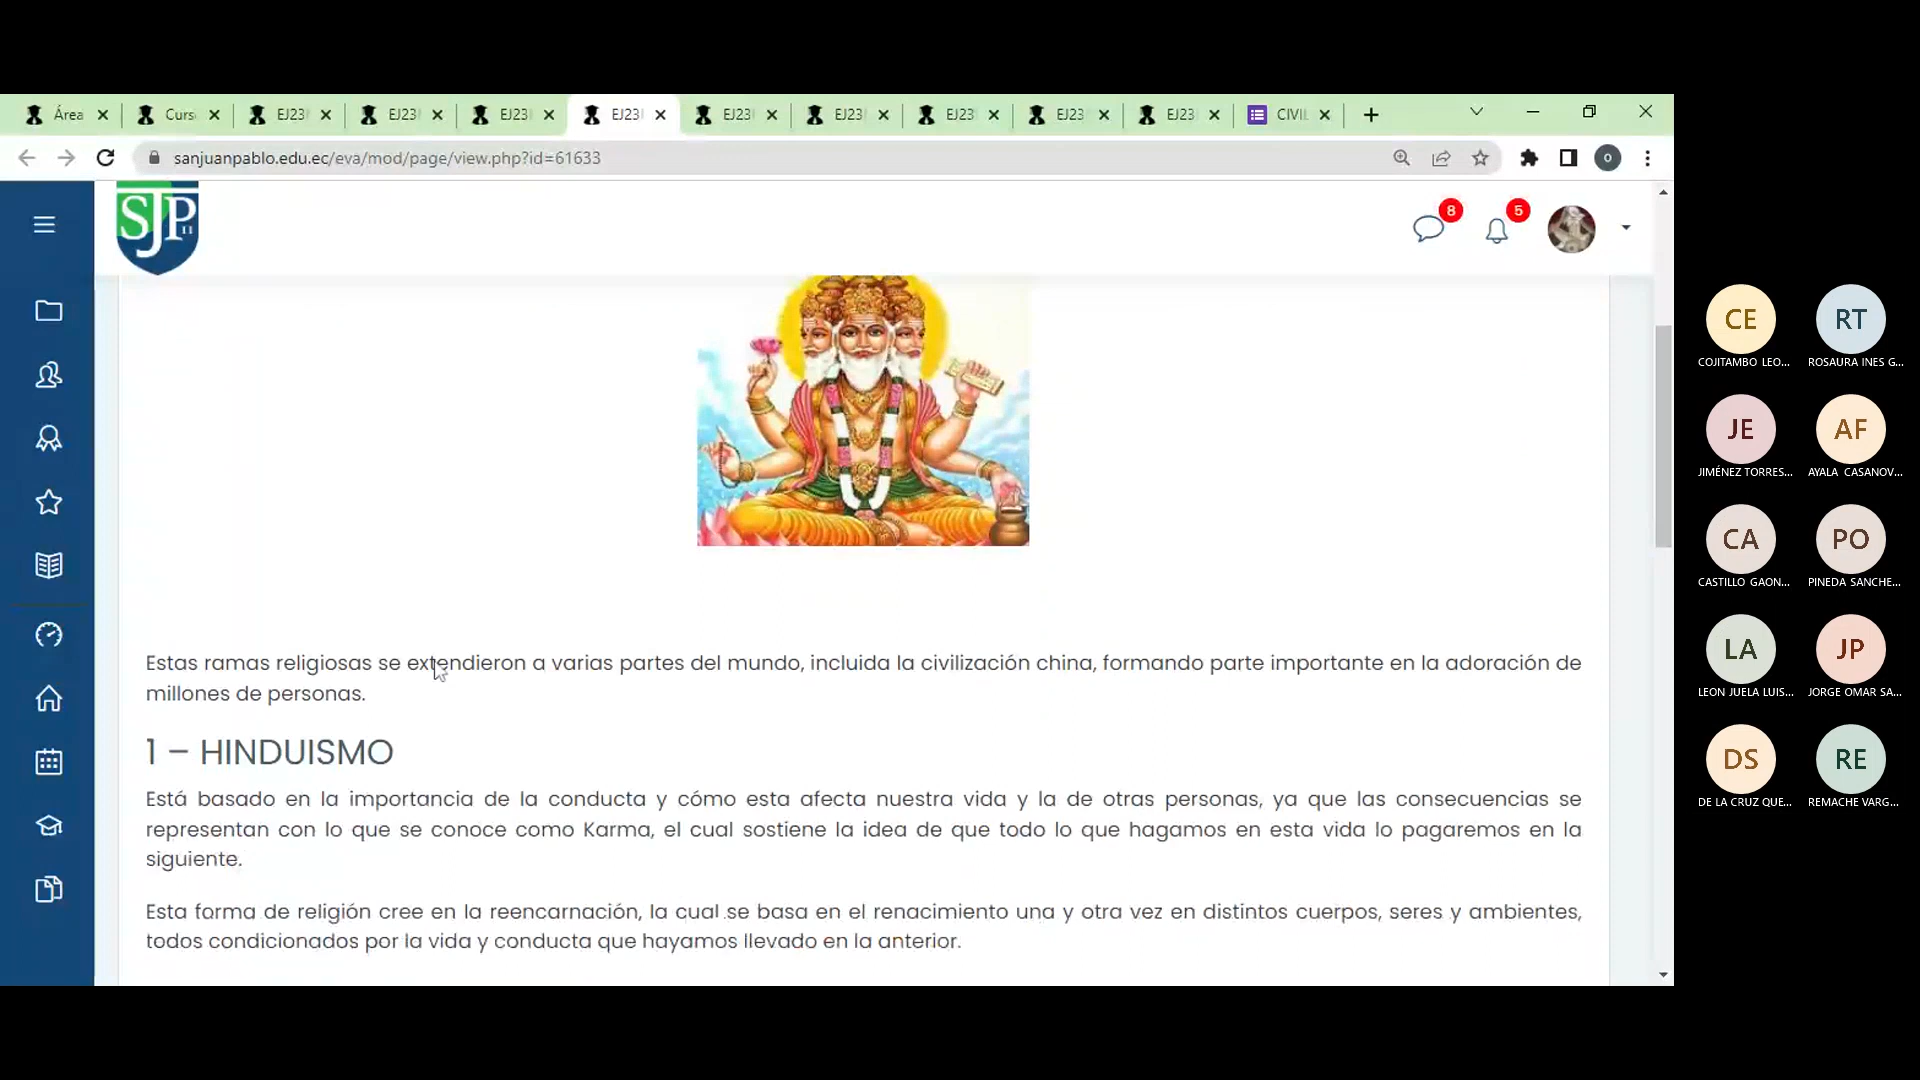 Área
Curs
EJ23
EJ23
EJ23
EJ23
EJ23
EJ23
EJ23
EJ23
EJ23
CIVIL
sanjuanpablo.edu.ec/eva/mod/page/view.php?id=61633
O
SJP
II
8
5
Estas ramas religiosas se extendieron a varias partes del mundo, incluida la civilización china, formando parte importante en la adoración de
millones de personas.
1 – HINDUISMO
Está basado en la importancia de la conducta y cómo esta afecta nuestra vida y la de otras personas, ya que las consecuencias se
representan con lo que se conoce como Karma, el cual sostiene la idea de que todo lo que hagamos en esta vida lo pagaremos en la
siguiente.
Esta forma de religión cree en la reencarnación, la cual se basa en el renacimiento una y otra vez en distintos cuerpos, seres y ambientes,
todos condicionados por la vida y conducta que hayamos llevado en la anterior.
CE
RT
COJITAMBO LEO...
ROSAURA INES G...
JE
AF
JIMÉNEZ TORRES...
AYALA CASANOV...
CA
PO
CASTILLO GAON...
PINEDA SANCHE...
LA
JP
LEON JUELA LUIS...
JORGE OMAR SA...
DS
RE
DE LA CRUZ QUE...
REMACHE VARG...